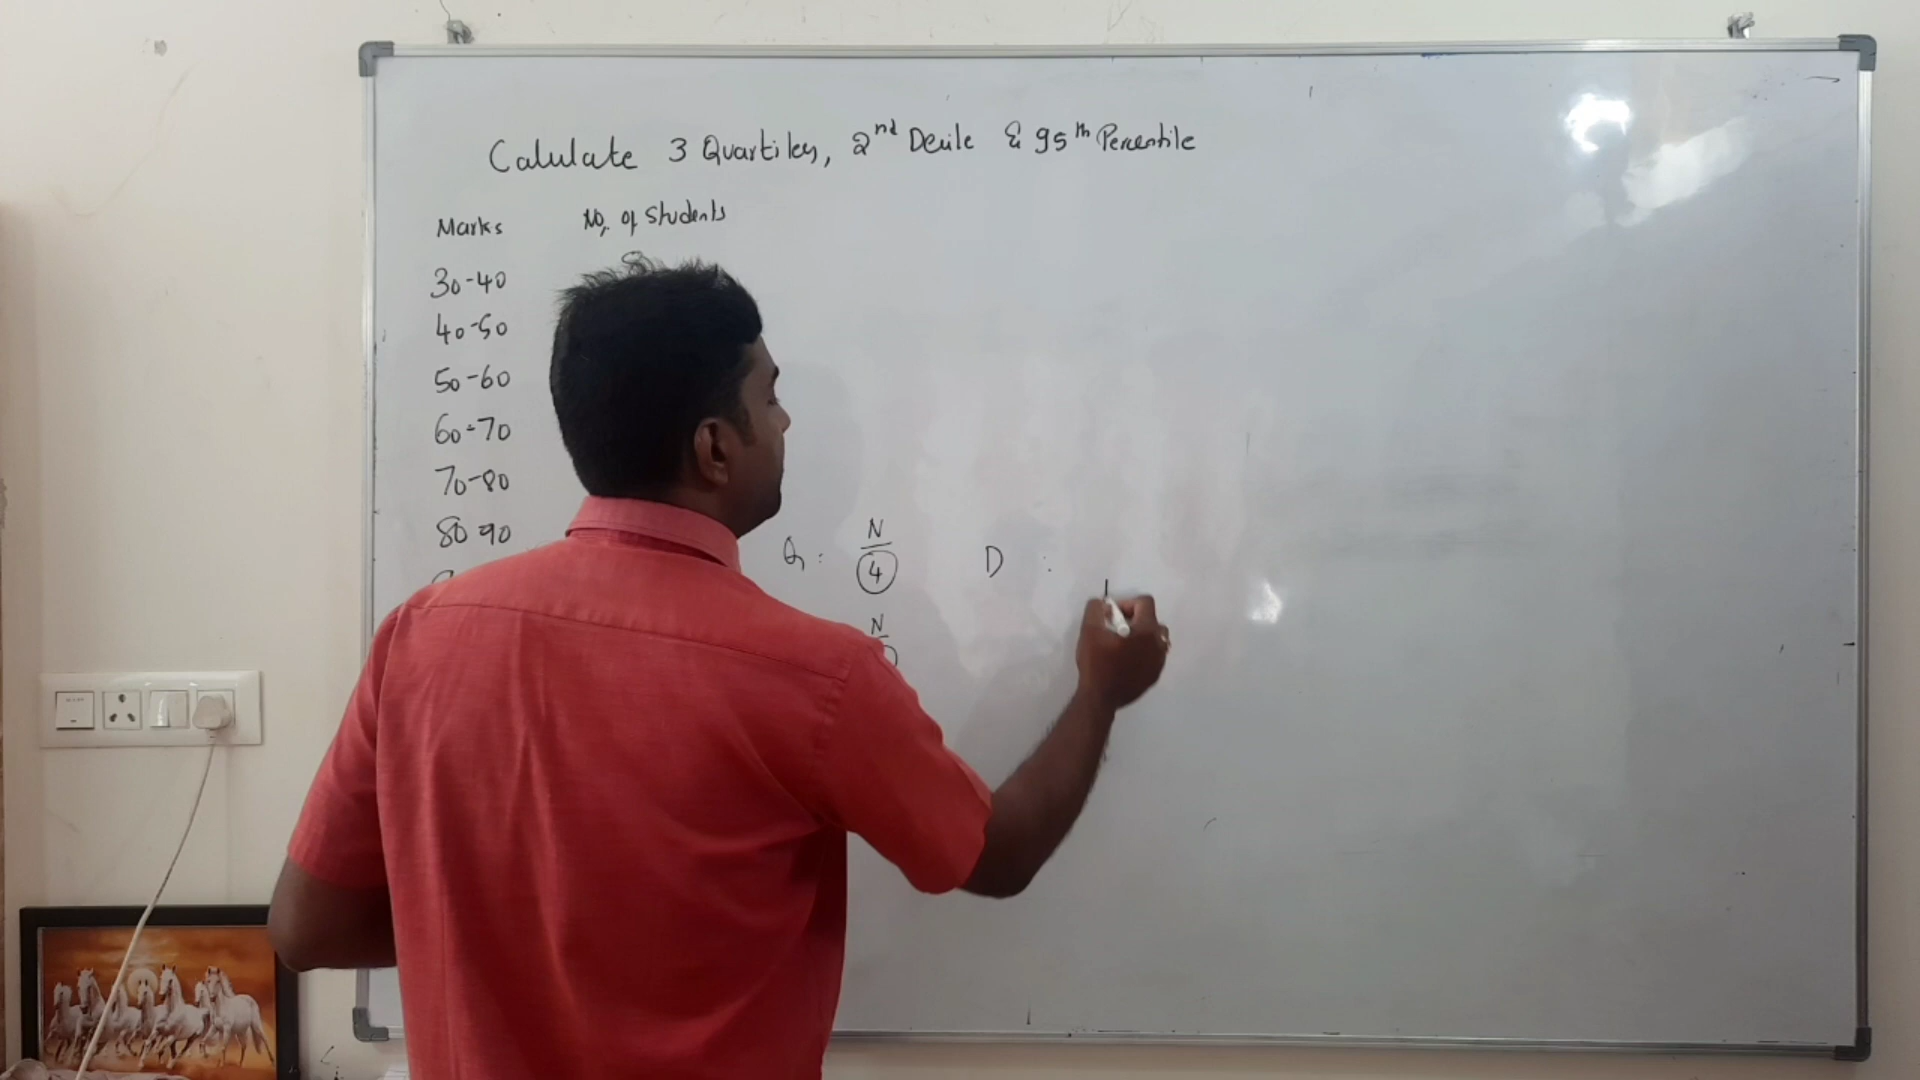 Calulate 3 Quartiles, 2nd Decile & 95th Percentile
Marks No. of Students
30-40 8
40-50
50-60
60-70
70-80
80-90
Q : N/4 D :
N